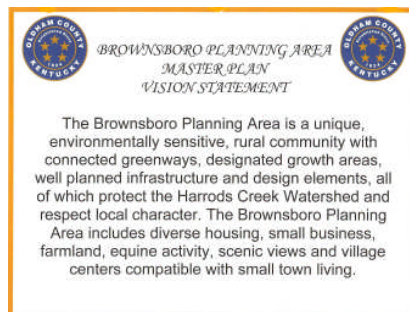 OLDHAM COUNTY
KENTUCKY
OLDHAM COUNTY
KENTUCKY
BROWNSBORO PLANNING AREA
MASTER PLAN
VISION STATEMENT
The Brownsboro Planning Area is a unique,
environmentally sensitive, rural community with
connected greenways, designated growth areas,
well planned infrastructure and design elements, all
of which protect the Harrods Creek Watershed and
respect local character. The Brownsboro Planning
Area includes diverse housing, small business,
farmland, equine activity, scenic views and village
centers compatible with small town living.